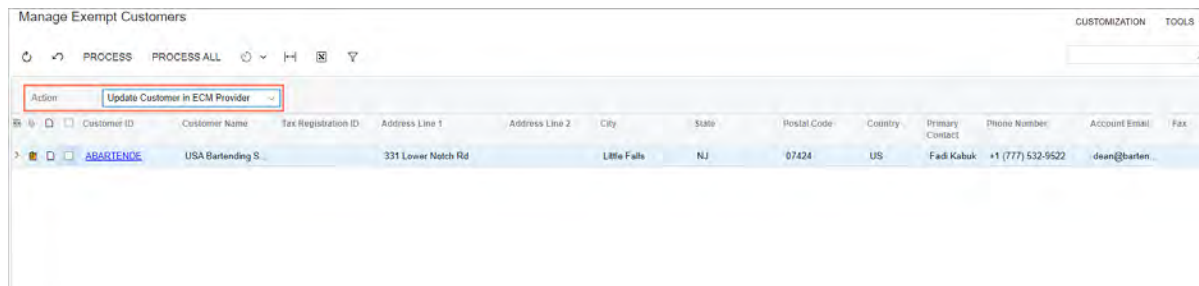 Manage Exempt Customers
CUSTOMIZATION TOOLS
PROCESS PROCESS ALL
Action Update Customer in ECM Provider
Customer ID Customer Name Tax Registration ID Address Line 1 Address Line 2 City State Postal Code Country Primary Contact Phone Number Account Email Fax
ABARTENDE USA Bartending S... 331 Lower Notch Rd Little Falls NJ 07424 US Fadi Kabuk +1 (777) 532-9522 dean@barten...